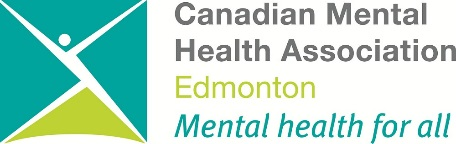 Canadian Mental
Health Association
Edmonton
Mental health for all